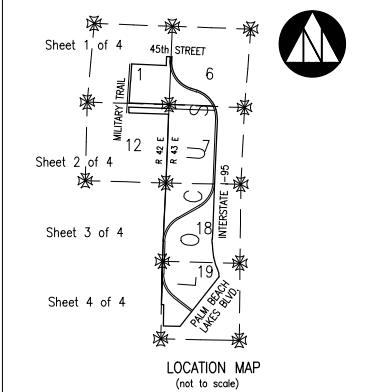 Sheet 1 of 4
45th STREET
N
1
6
MILITARY TRAIL
12
R 42 E
R 43 E
7
LOCUS
Sheet 2 of 4
INTERSTATE I-95
Sheet 3 of 4
18
19
Sheet 4 of 4
PALM BEACH
LAKES BLVD.
LOCATION MAP
(not to scale)